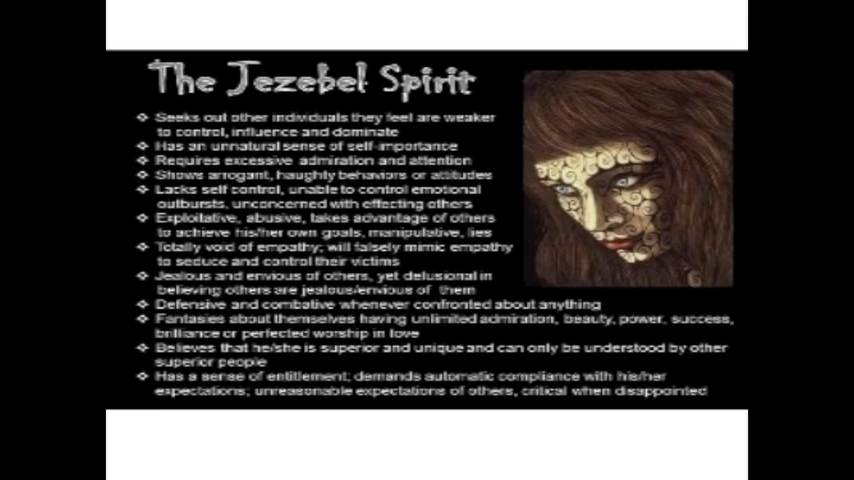 The Jezebel Spirit
❖ Seeks out other individuals they feel are weaker
to control, influence and dominate
❖ Has an unnatural sense of self-importance
❖ Requires excessive admiration and attention
❖ Shows arrogant, haughty behaviors or attitudes
❖ Lacks self control, unable to control emotional
outbursts, unconcerned with effecting others
❖ Exploitative, abusive, takes advantage of others
to achieve his/her own goals, manipulative, lies
❖ Totally void of empathy; will falsely mimic empathy
to seduce and control their victims
❖ Jealous and envious of others, yet delusional in
believing others are jealous/envious of them
❖ Defensive and combative whenever confronted about anything
❖ Fantasies about themselves having unlimited admiration, beauty, power, success,
brilliance or perfected worship in love
❖ Believes that he/she is superior and unique and can only be understood by other
superior people
❖ Has a sense of entitlement; demands automatic compliance with his/her
expectations; unreasonable expectations of others, critical when disappointed